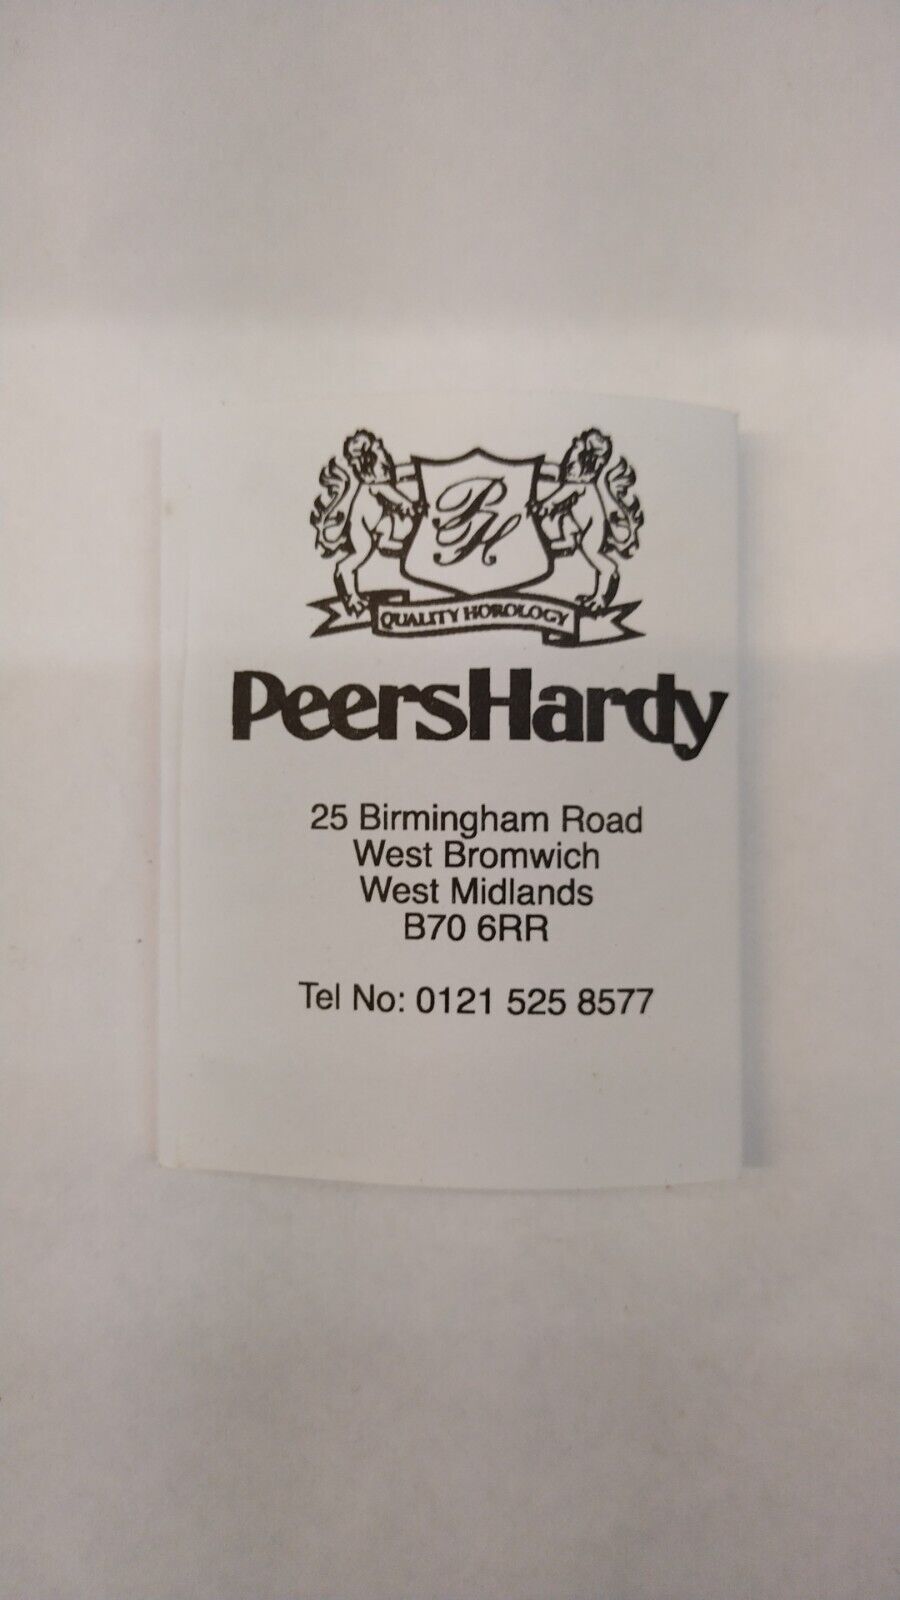 PH
QUALITY HOROLOGY
PeersHardy
25 Birmingham Road
West Bromwich
West Midlands
B70 6RR
Tel No: 0121 525 8577